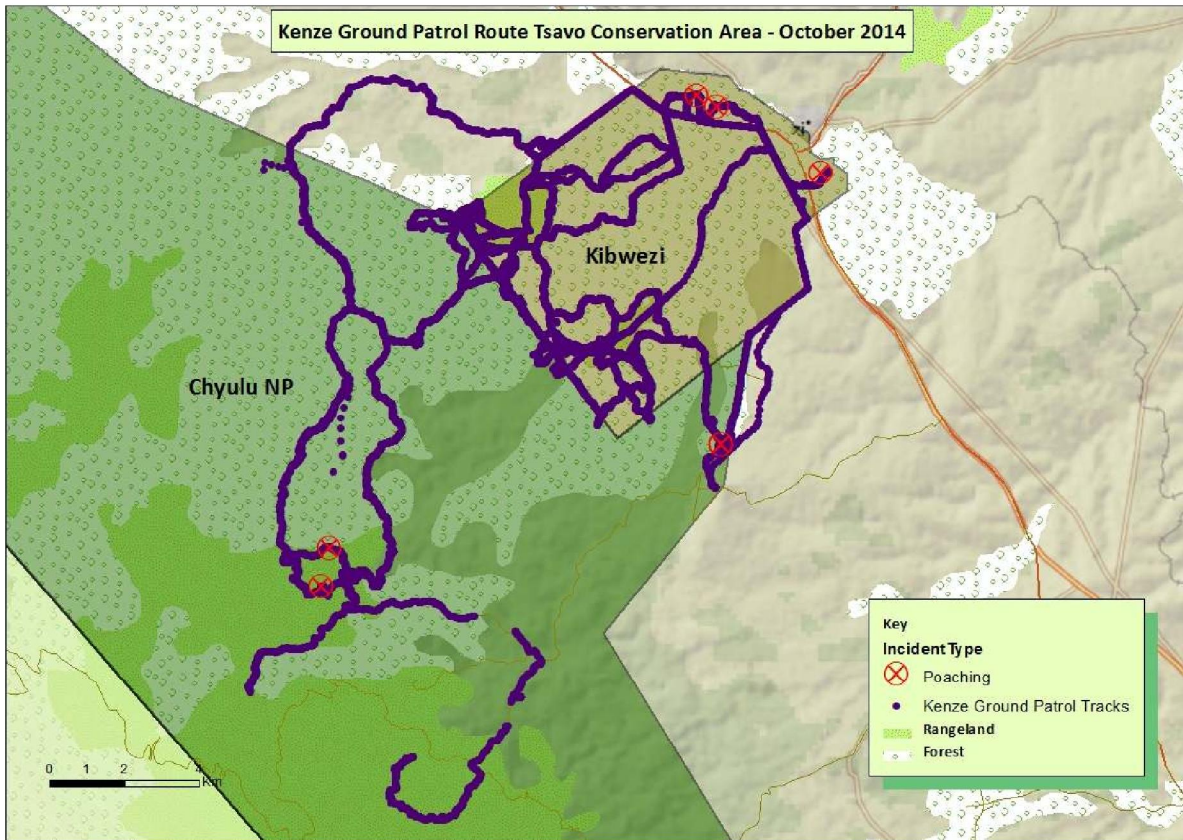 Kenze Ground Patrol Route Tsavo Conservation Area - October 2014
Kibwezi
Chyulu NP
Key
Incident Type
Poaching
Kenze Ground Patrol Tracks
Rangeland
Forest
0 1 2 4
Km